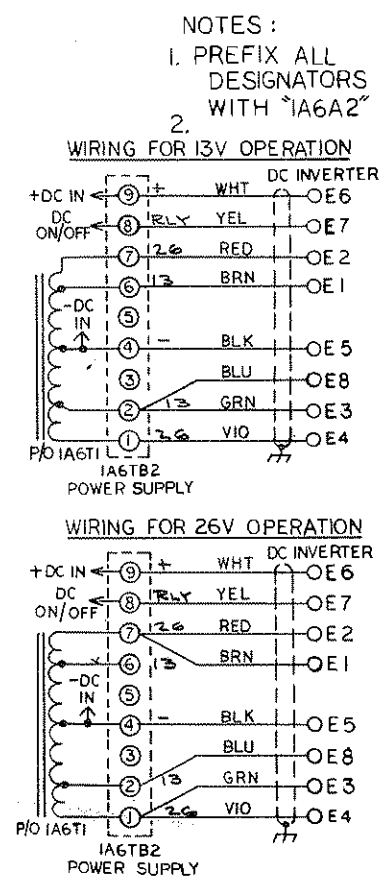 NOTES :
1. PREFIX ALL
DESIGNATORS
WITH "1A6A2"
2.
WIRING FOR 13V OPERATION
DC INVERTER
+DC IN 9 + WHT E6
DC ON/OFF 8 RLY YEL E7
7 26 RED E2
6 13 BRN E1
-DC IN
5
4 - BLK E5
3 BLU E8
2 13 GRN E3
1 26 VIO E4
P/O 1A6T1
1A6TB2
POWER SUPPLY
WIRING FOR 26V OPERATION
DC INVERTER
+DC IN 9 + WHT E6
DC ON/OFF 8 RLY YEL E7
7 26 RED E2
6 13 BRN E1
-DC IN
5
4 - BLK E5
3 BLU E8
2 13 GRN E3
1 26 VIO E4
P/O 1A6T1
1A6TB2
POWER SUPPLY